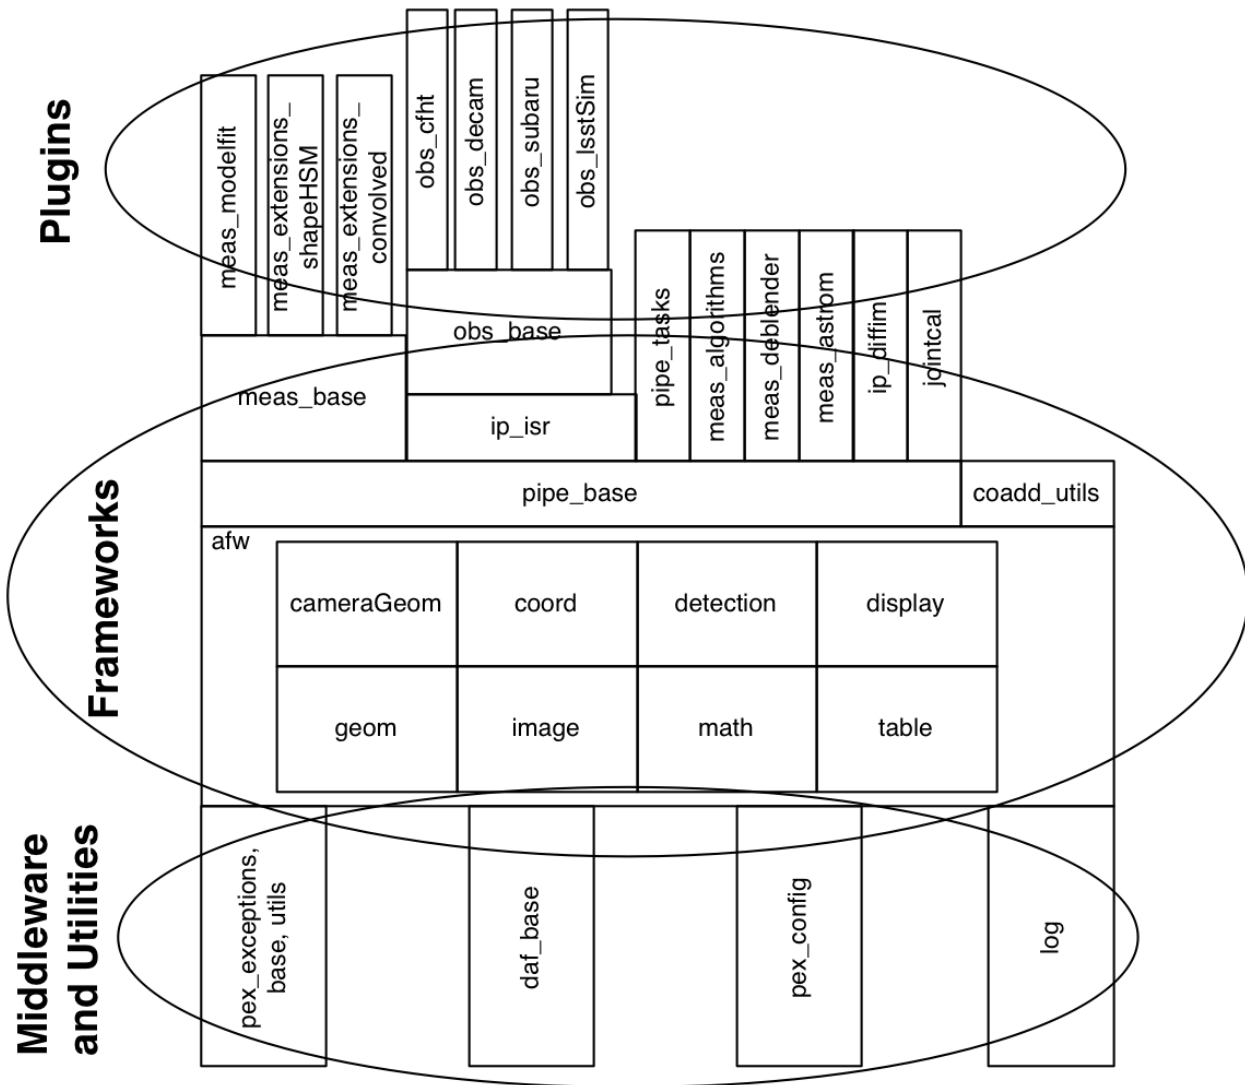 Plugins
meas_modelfit
meas_extensions_
shapeHSM
meas_extensions_
convolved
obs_cfht
obs_decam
obs_subaru
obs_lsstSim
obs_base
ip_isr
meas_base
pipe_tasks
meas_algorithms
meas_deblender
meas_astrom
ip_diffim
jointcal
Frameworks
pipe_base
coadd_utils
afw
cameraGeom
coord
detection
display
geom
image
math
table
Middleware
and Utilities
pex_exceptions,
base, utils
daf_base
pex_config
log